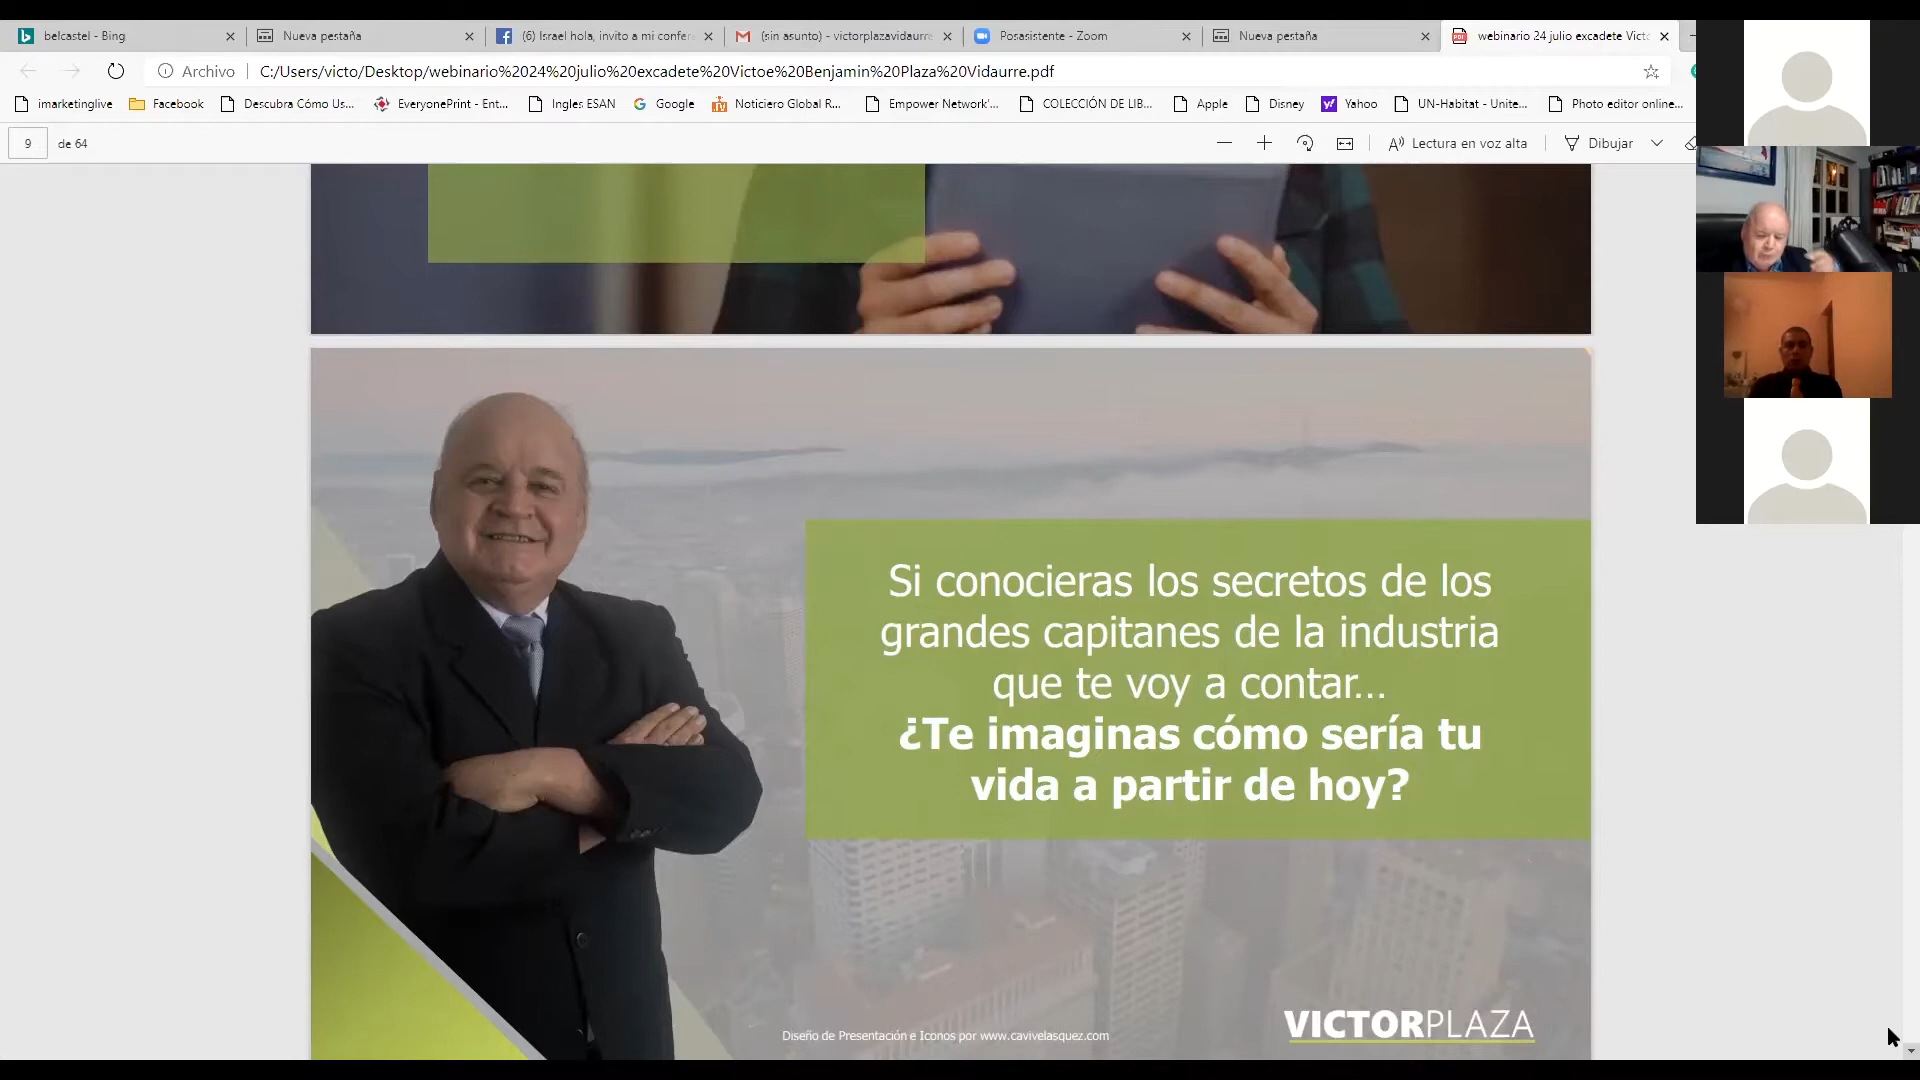 belcastel - Bing
Nueva pestaña
(6) Israel hola, invito a mi confer
(sin asunto) - victorplazavidaurre
Posasistente - Zoom
Nueva pestaña
webinario 24 julio excadete Victo
Archivo
C:/Users/victo/Desktop/webinario%2024%20julio%20excadete%20Victoe%20Benjamin%20Plaza%20Vidaurre.pdf
imarketinglive
Facebook
Descubra Cómo Us...
EveryonePrint - Ent...
Ingles ESAN
Google
Noticiero Global R...
Empower Network'...
COLECCIÓN DE LIB...
Apple
Disney
Yahoo
UN-Habitat - Unite...
Photo editor online...
9 de 64
Lectura en voz alta
Dibujar
Si conocieras los secretos de los
grandes capitanes de la industria
que te voy a contar...
¿Te imaginas cómo sería tu
vida a partir de hoy?
Diseño de Presentación e Iconos por www.cavivelasquez.com
VICTORPLAZA